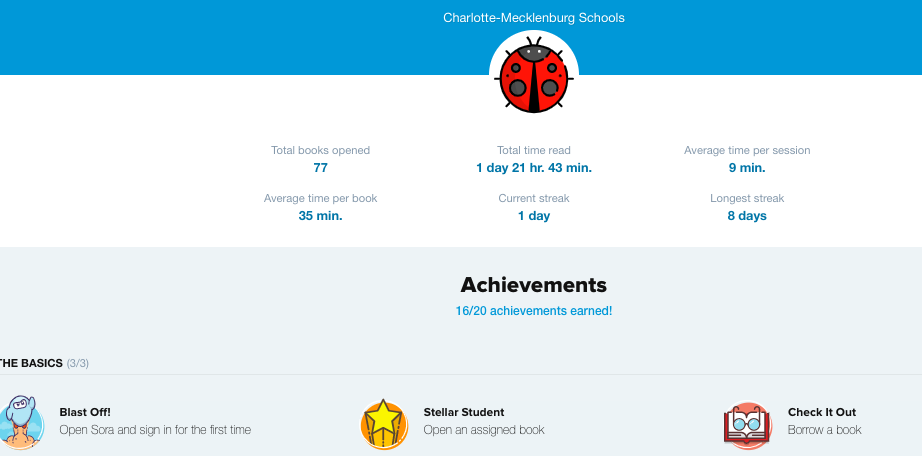 Charlotte-Mecklenburg Schools
Total books opened
77
Total time read
1 day 21 hr. 43 min.
Average time per session
9 min.
Average time per book
35 min.
Current streak
1 day
Longest streak
8 days
Achievements
16/20 achievements earned!
THE BASICS (3/3)
Blast Off!
Open Sora and sign in for the first time
Stellar Student
Open an assigned book
Check It Out
Borrow a book